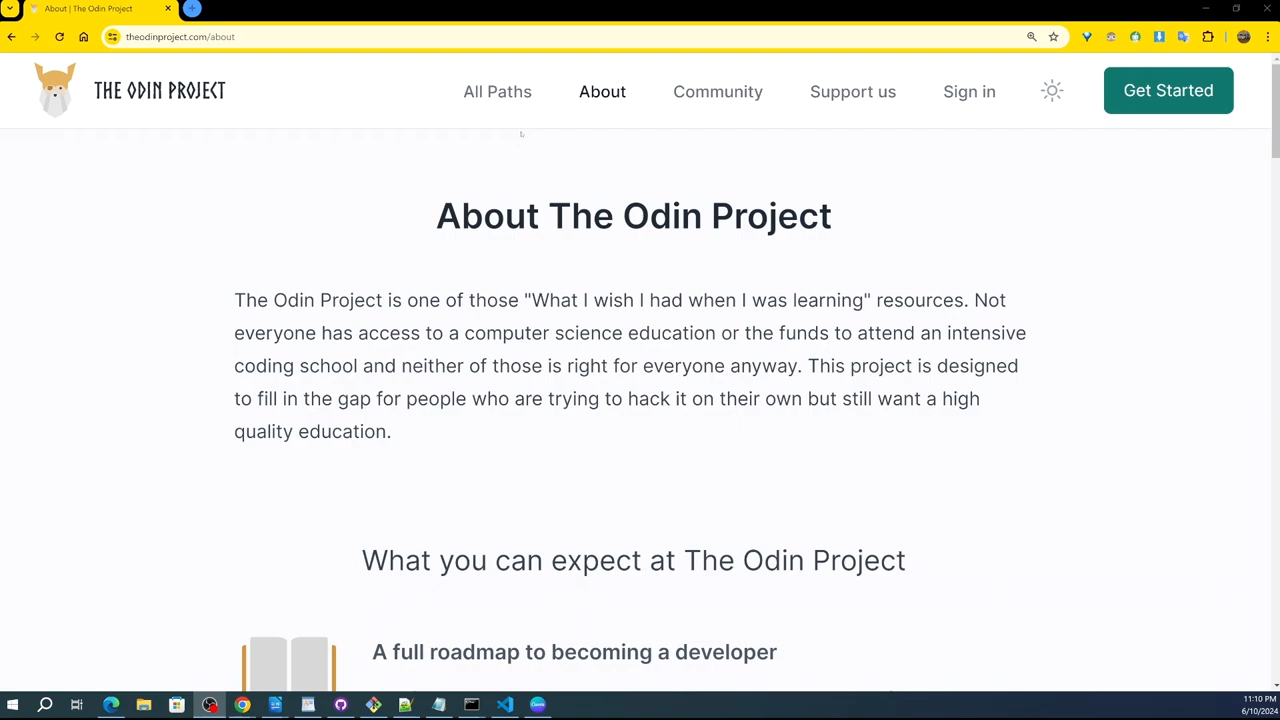 About | The Odin Project
theodinproject.com/about
THE ODIN PROJECT
All Paths
About
Community
Support us
Sign in
Get Started
About The Odin Project
The Odin Project is one of those "What I wish I had when I was learning" resources. Not
everyone has access to a computer science education or the funds to attend an intensive
coding school and neither of those is right for everyone anyway. This project is designed
to fill in the gap for people who are trying to hack it on their own but still want a high
quality education.
What you can expect at The Odin Project
A full roadmap to becoming a developer
11:10 PM
6/10/2024